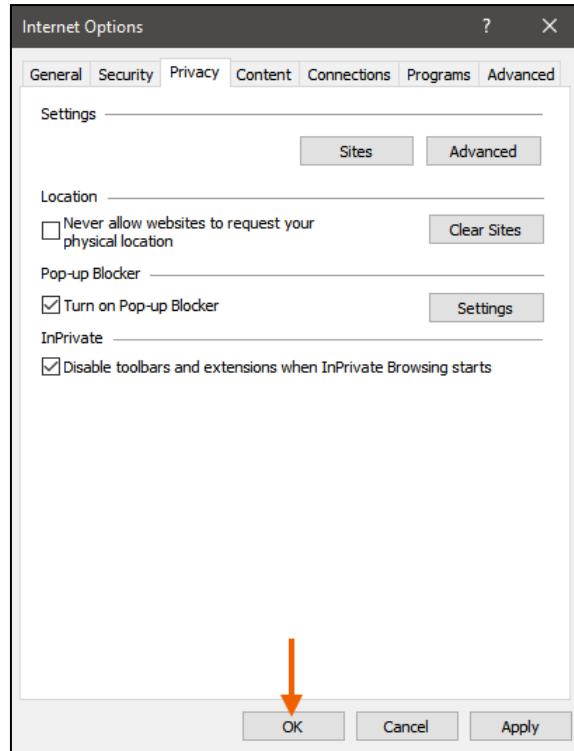 Internet Options ?
General Security Privacy Content Connections Programs Advanced
Settings
Sites Advanced
Location
Never allow websites to request your
physical location
Clear Sites
Pop-up Blocker
Turn on Pop-up Blocker
Settings
InPrivate
Disable toolbars and extensions when InPrivate Browsing starts
OK Cancel Apply